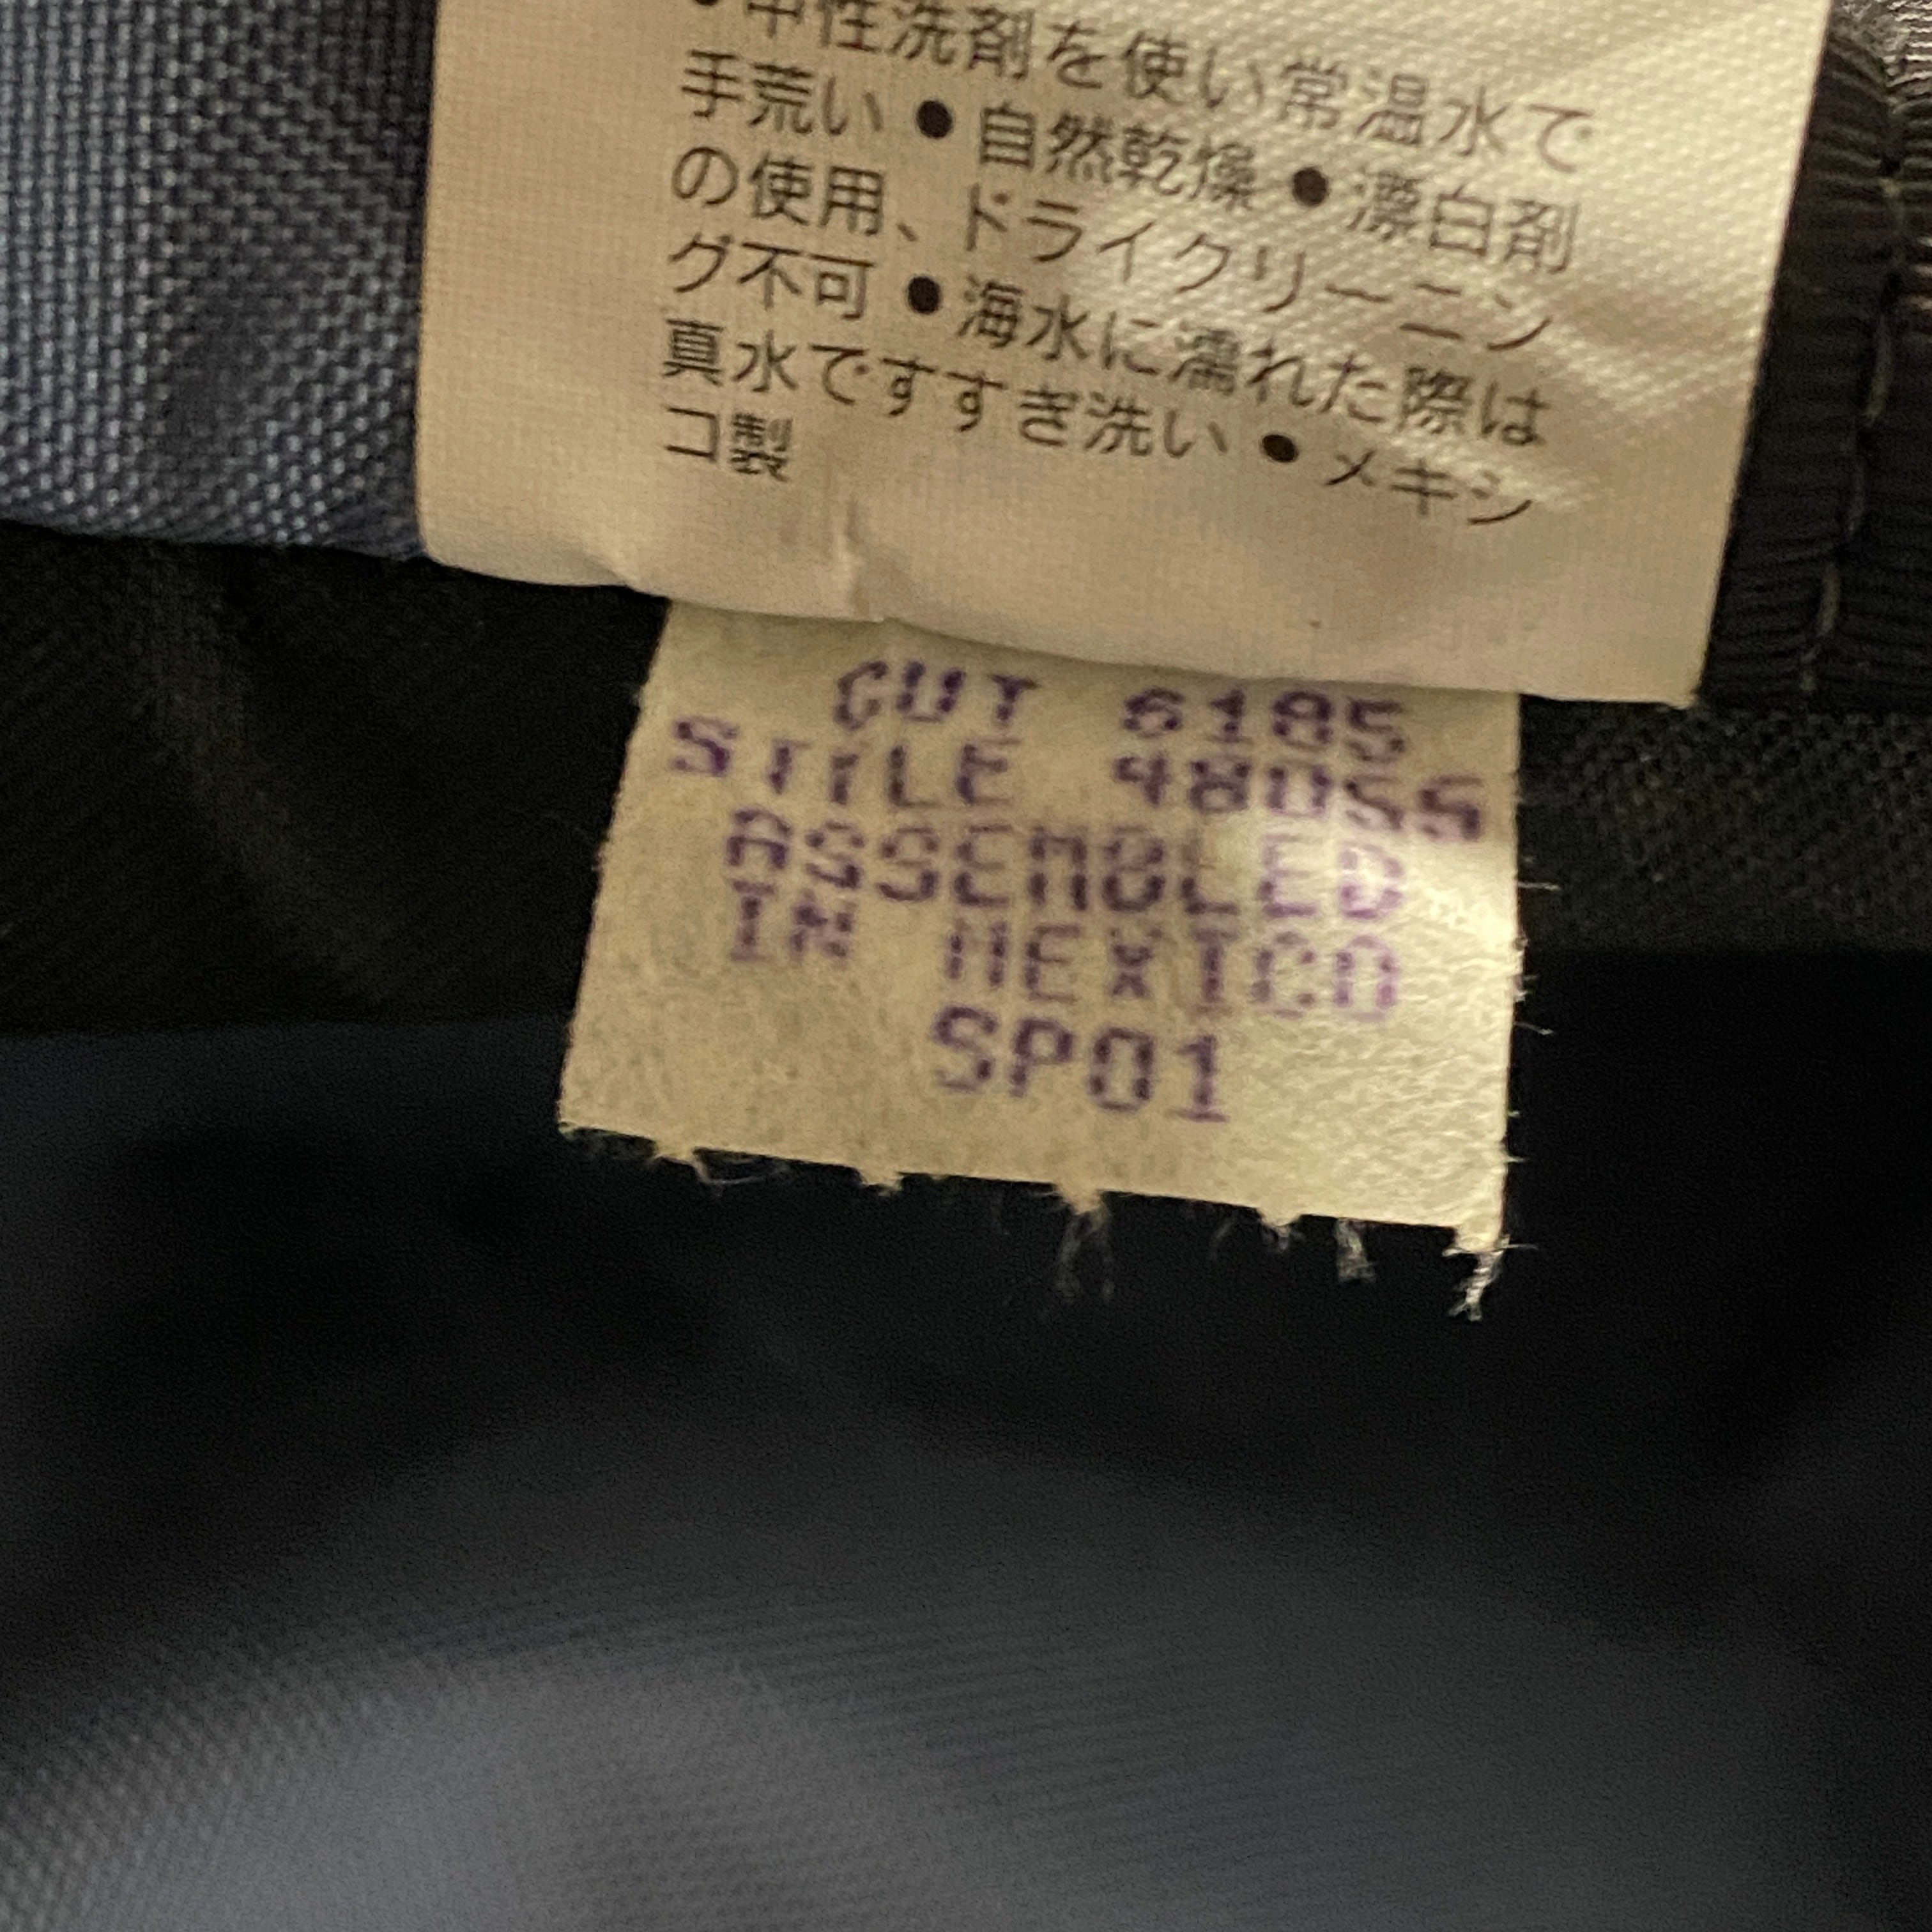 •中性洗剤を使い常温水で
手荒い●自然乾燥●漂白剤
の使用、ドライクリーニン
グ不可●海水に濡れた際は
真水ですすぎ洗い●メキシ
コ製
CUT 6185
STYLE 48055
ASSEMBLED
IN MEXICO
SP01